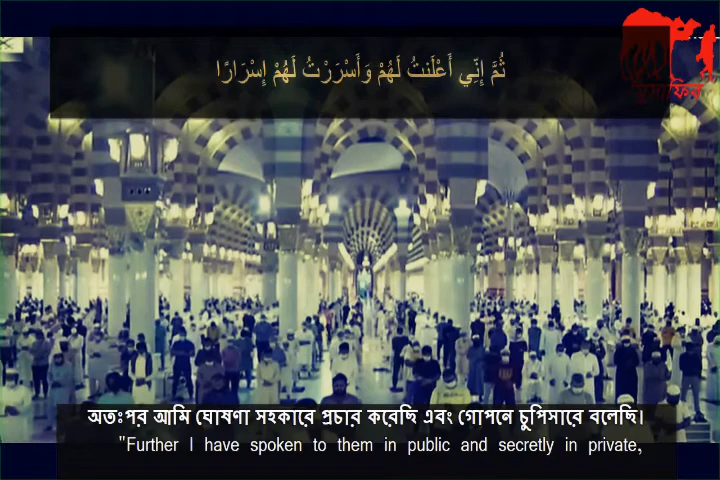 ثُمَّ إِنِّي أَعْلَنتُ لَهُمْ وَأَسْرَرْتُ لَهُمْ إِسْرَارًا
মুসাফির
অতঃপর আমি ঘোষণা সহকারে প্রচার করেছি এবং গোপনে চুপিসারে বলেছি।
"Further I have spoken to them in public and secretly in private,